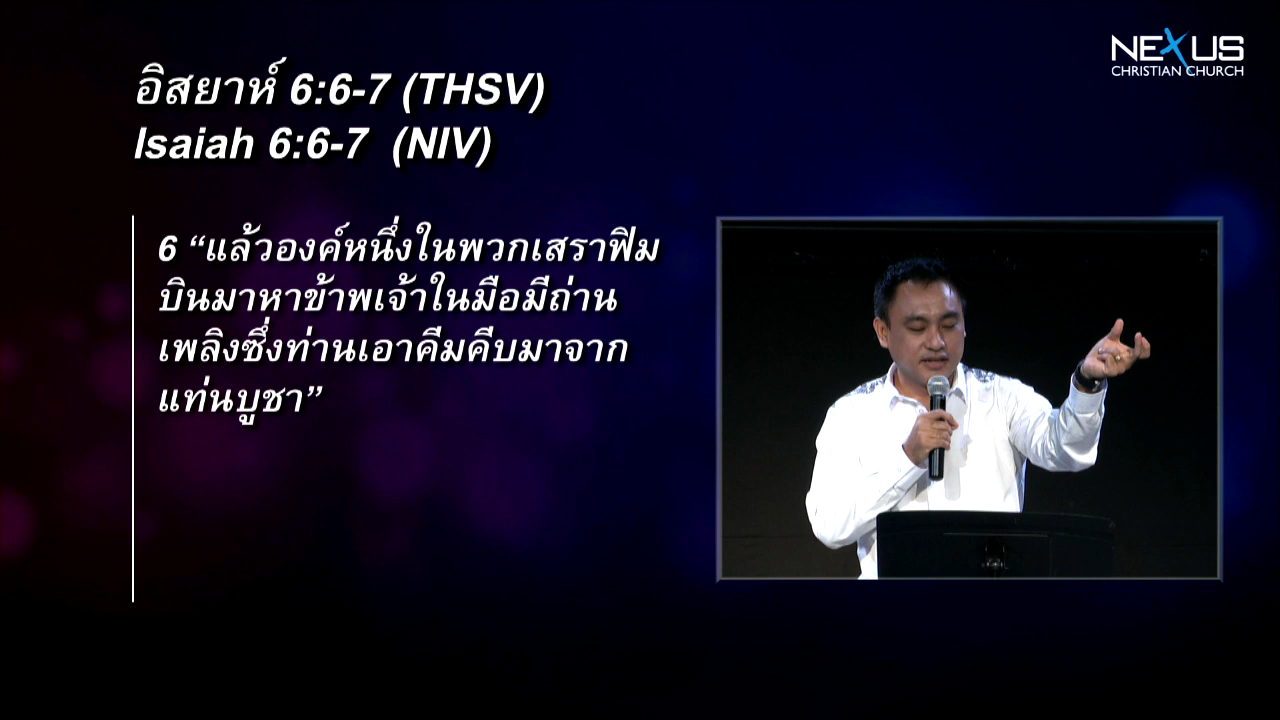 NEXUS
CHRISTIAN CHURCH
อิสยาห์ 6:6-7 (THSV)
Isaiah 6:6-7 (NIV)
6 “แล้วองค์หนึ่งในพวกเสราฟิม
บินมาหาข้าพเจ้าในมือมีถ่าน
เพลิงซึ่งท่านเอาคีมคีบมาจาก
แท่นบูชา”